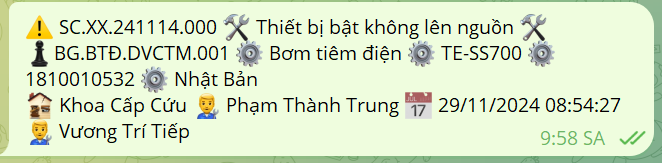 ⚠️ SC.XX.241114.000 🛠️ Thiết bị bật không lên nguồn 🛠️
♟️BG.BTĐ.DVCTM.001 ⚙️ Bơm tiêm điện ⚙️ TE-SS700 ⚙️
1810010532 ⚙️ Nhật Bản
🏚️ Khoa Cấp Cứu 👨‍🔧 Phạm Thành Trung 📅 29/11/2024 08:54:27
👨‍🔧 Vương Trí Tiếp
9:58 SA